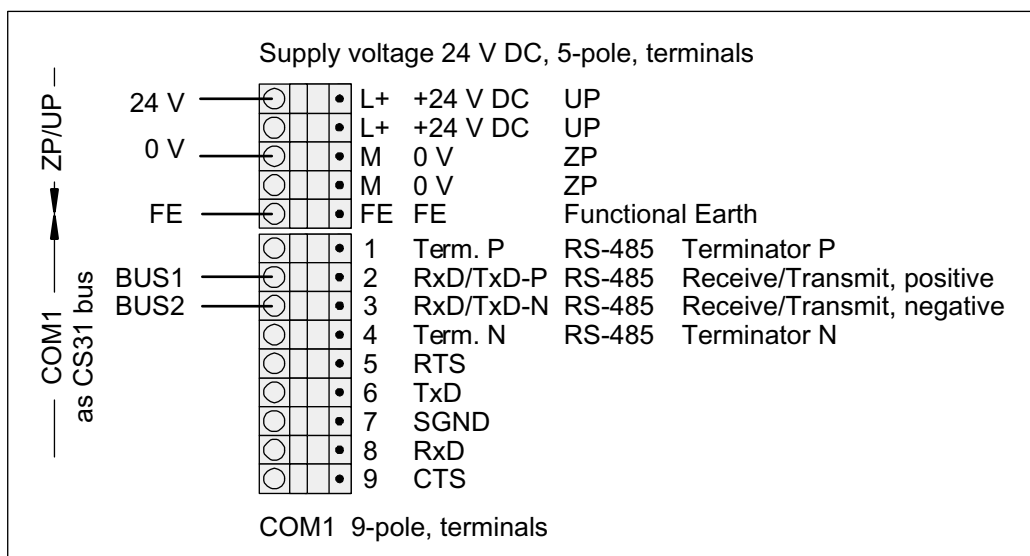 Supply voltage 24 V DC, 5-pole, terminals
24 V L+ +24 V DC UP
L+ +24 V DC UP
0 V M 0 V ZP
M 0 V ZP
FE FE FE Functional Earth
1 Term. P RS-485 Terminator P
BUS1 2 RxD/TxD-P RS-485 Receive/Transmit, positive
BUS2 3 RxD/TxD-N RS-485 Receive/Transmit, negative
4 Term. N RS-485 Terminator N
5 RTS
6 TxD
7 SGND
8 RxD
9 CTS
COM1 9-pole, terminals
ZP/UP
COM1
as CS31 bus